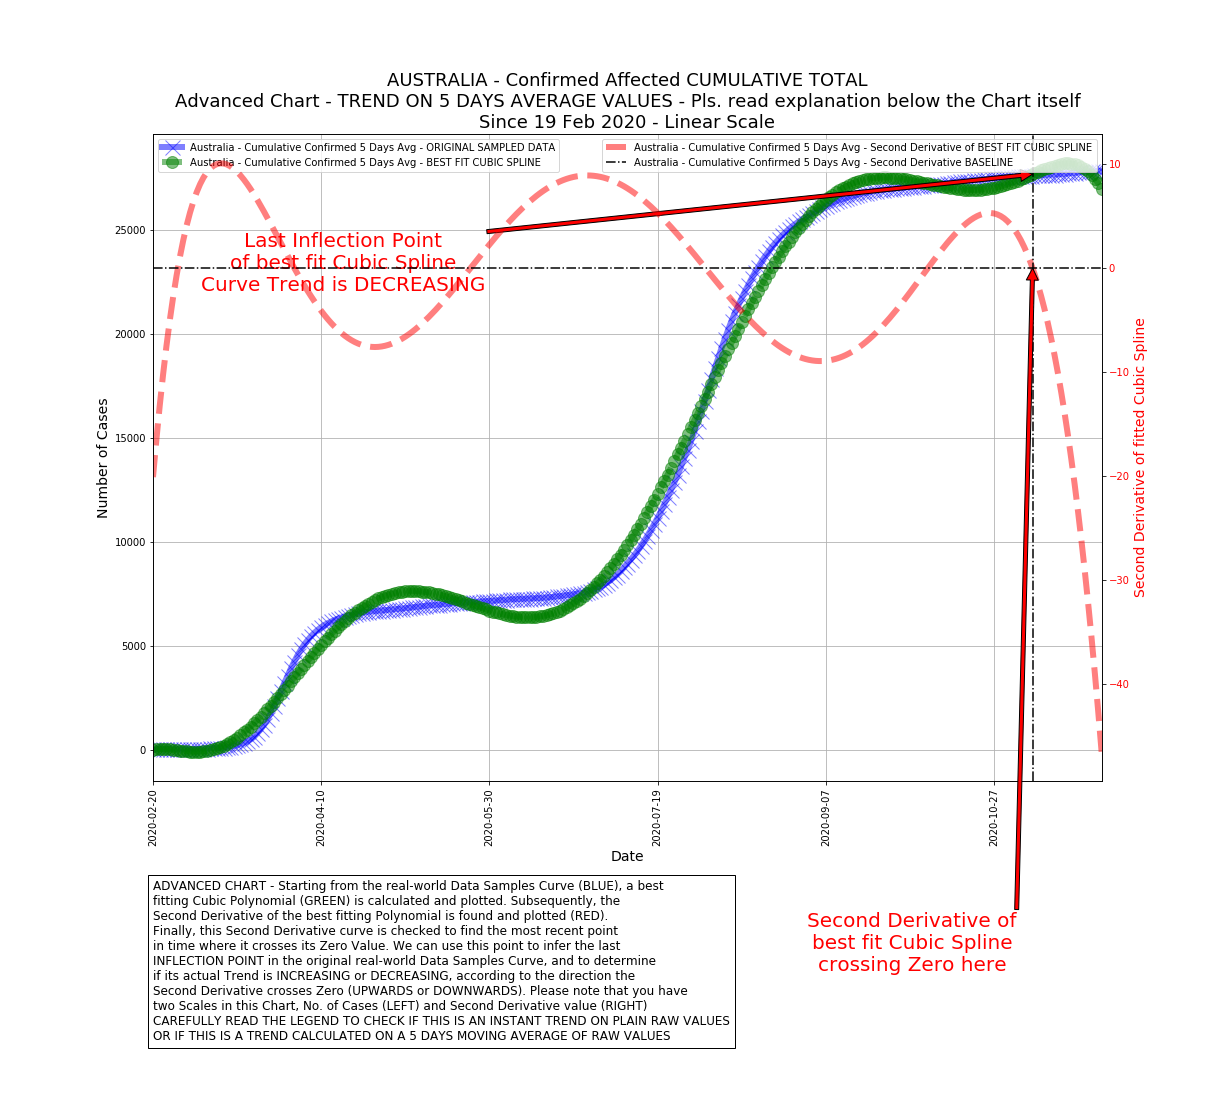 AUSTRALIA - Confirmed Affected CUMULATIVE TOTAL
Advanced Chart - TREND ON 5 DAYS AVERAGE VALUES - Pls. read explanation below the Chart itself
Since 19 Feb 2020 - Linear Scale
Australia - Cumulative Confirmed 5 Days Avg - ORIGINAL SAMPLED DATA
Australia - Cumulative Confirmed 5 Days Avg - BEST FIT CUBIC SPLINE
Australia - Cumulative Confirmed 5 Days Avg - Second Derivative of BEST FIT CUBIC SPLINE
Australia - Cumulative Confirmed 5 Days Avg - Second Derivative BASELINE
Last Inflection Point
of best fit Cubic Spline
Curve Trend is DECREASING
Number of Cases
25000
20000
15000
10000
5000
0
10
0
−10
−20
−30
−40
Second Derivative of fitted Cubic Spline
2020-02-20
2020-04-10
2020-05-30
2020-07-19
2020-09-07
2020-10-27
Date
Second Derivative of
best fit Cubic Spline
crossing Zero here
ADVANCED CHART - Starting from the real-world Data Samples Curve (BLUE), a best
fitting Cubic Polynomial (GREEN) is calculated and plotted. Subsequently, the
Second Derivative of the best fitting Polynomial is found and plotted (RED).
Finally, this Second Derivative curve is checked to find the most recent point
in time where it crosses its Zero Value. We can use this point to infer the last
INFLECTION POINT in the original real-world Data Samples Curve, and to determine
if its actual Trend is INCREASING or DECREASING, according to the direction the
Second Derivative crosses Zero (UPWARDS or DOWNWARDS). Please note that you have
two Scales in this Chart, No. of Cases (LEFT) and Second Derivative value (RIGHT)
CAREFULLY READ THE LEGEND TO CHECK IF THIS IS AN INSTANT TREND ON PLAIN RAW VALUES
OR IF THIS IS A TREND CALCULATED ON A 5 DAYS MOVING AVERAGE OF RAW VALUES